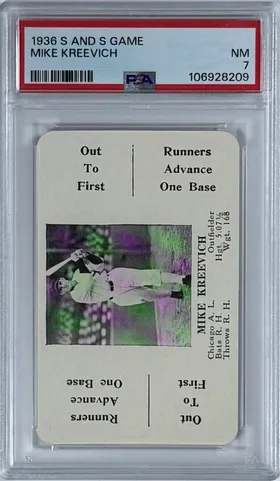 1936 S AND S GAME
MIKE KREEVICH
NM
7
PSA
106928209
Out
To
First
Runners
Advance
One Base
MIKE KREEVICH
Chicago A. L. Outfielder
Bats R. H. Hgt. 5.07½
Throws R. H. Wgt. 168
Out
To
First
Runners
Advance
One Base